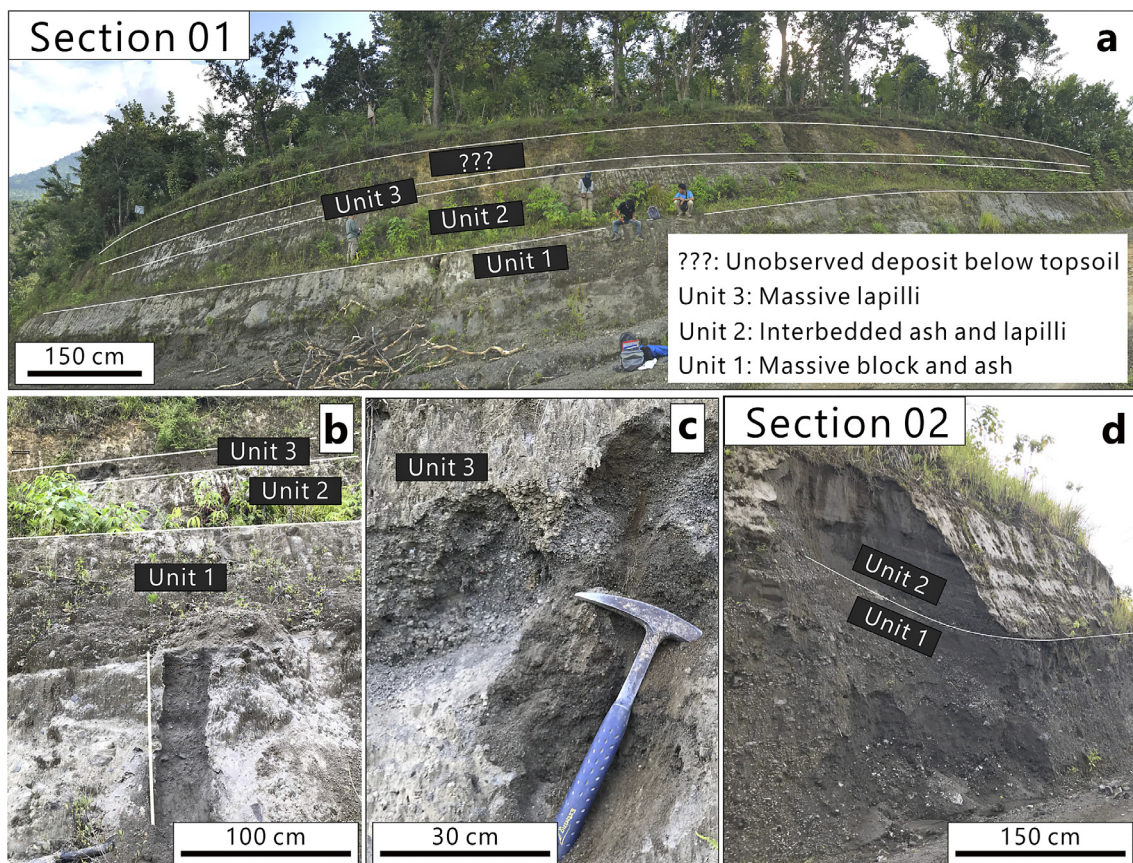 Section 01
a
???
Unit 3
Unit 2
Unit 1
???: Unobserved deposit below topsoil
Unit 3: Massive lapilli
Unit 2: Interbedded ash and lapilli
Unit 1: Massive block and ash
150 cm
b
Unit 3
Unit 2
Unit 1
100 cm
c
Unit 3
Estwing
30 cm
Section 02
d
Unit 2
Unit 1
150 cm